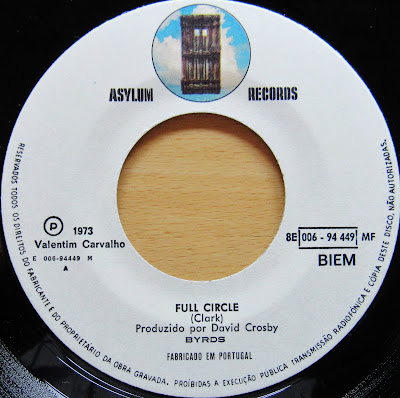 ASYLUM RECORDS
℗ 1973
Valentim Carvalho
E 006-94449 M
A
8E 006 - 94 449 MF
BIEM
FULL CIRCLE
(Clark)
Produzido por David Crosby
BYRDS
FABRICADO EM PORTUGAL
RESERVADOS TODOS OS DIREITOS DO FABRICANTE E DO PROPRIETÁRIO DA OBRA GRAVADA. PROIBIDAS A EXECUÇÃO PUBLICA TRANSMISSÃO RADIOFÓNICA E CÓPIA DESTE DISCO, NÃO AUTORIZADAS.